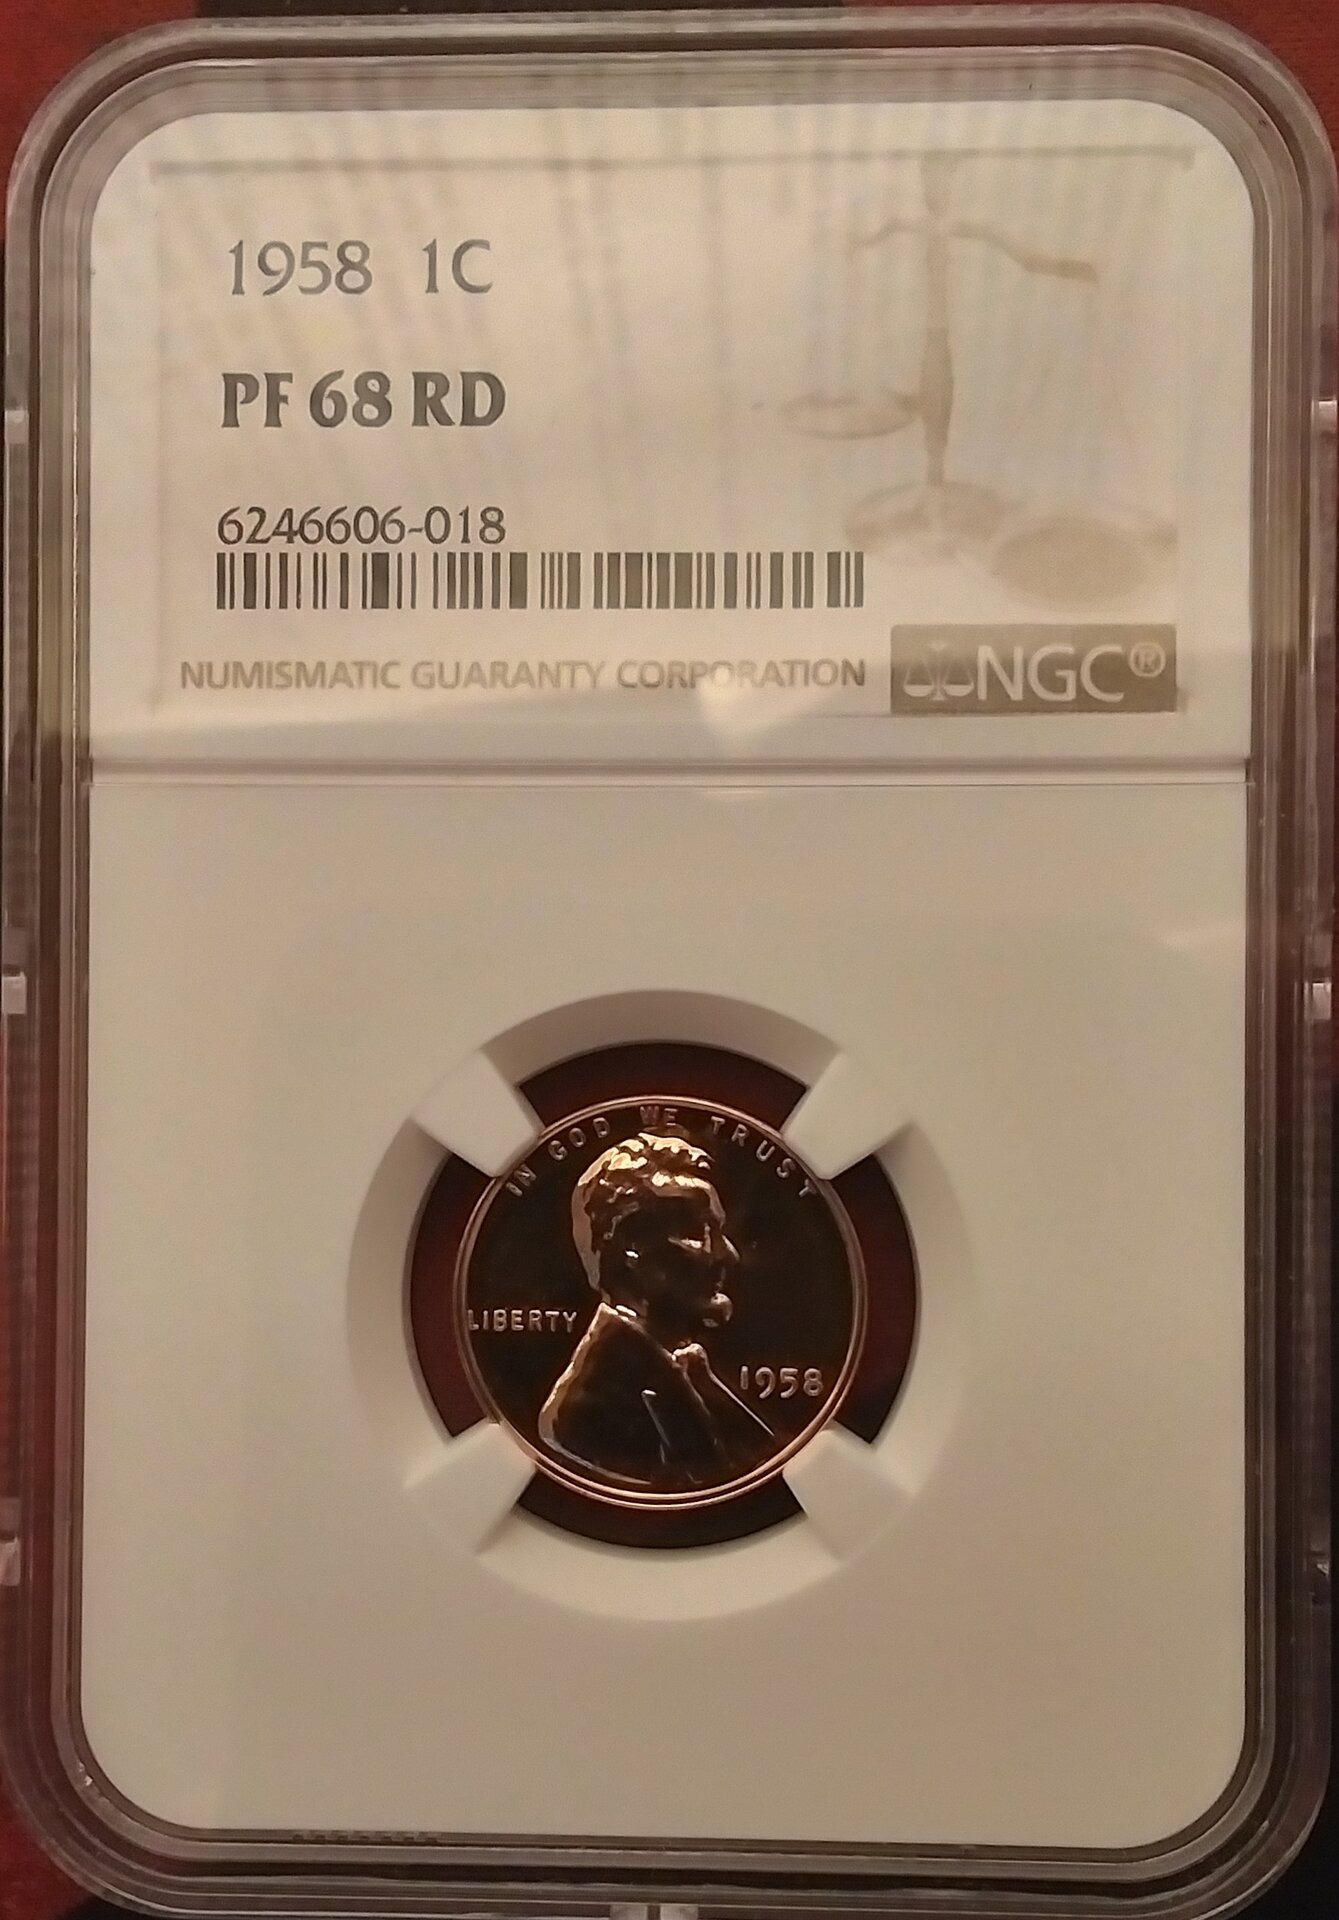 1958 1C
PF 68 RD
6246606-018
NUMISMATIC GUARANTY CORPORATION NGC®
IN GOD WE TRUST
LIBERTY
1958